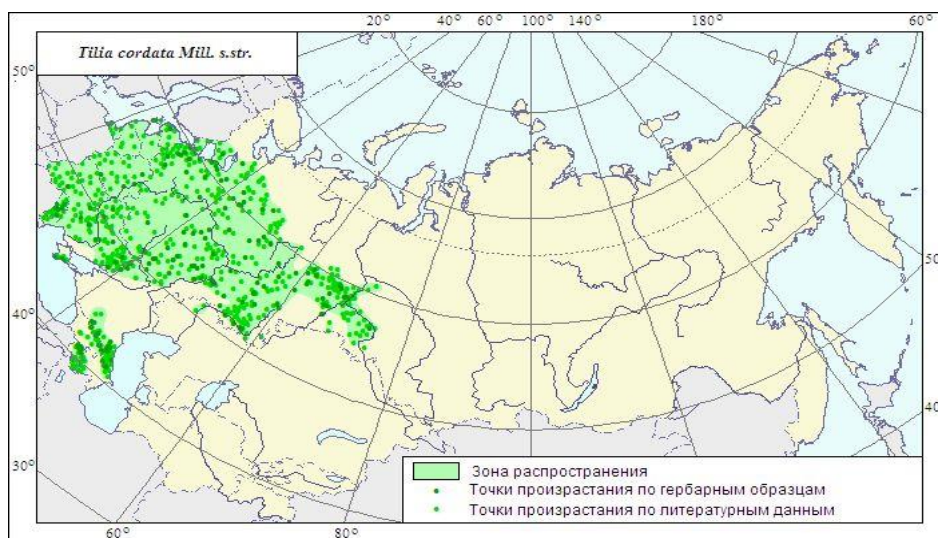 20° 40° 60° 100° 140° 180° 60°
Tilia cordata Mill. s.str.
50°
50°
40°
40°
30°
Зона распространения
Точки произрастания по гербарным образцам
Точки произрастания по литературным данным
60° 80°